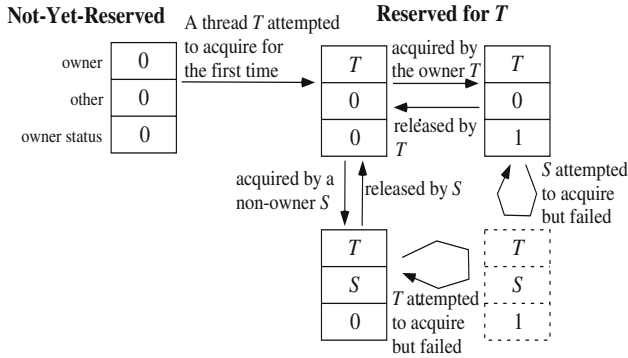 Not-Yet-Reserved
Reserved for T
A thread T attempted
to acquire for
the first time
owner
0
other
0
owner status
0
T
0
0
acquired by
the owner T
released by
T
T
0
1
acquired by a
non-owner S
released by S
S attempted
to acquire
but failed
T
S
0
T attempted
to acquire
but failed
T
S
1